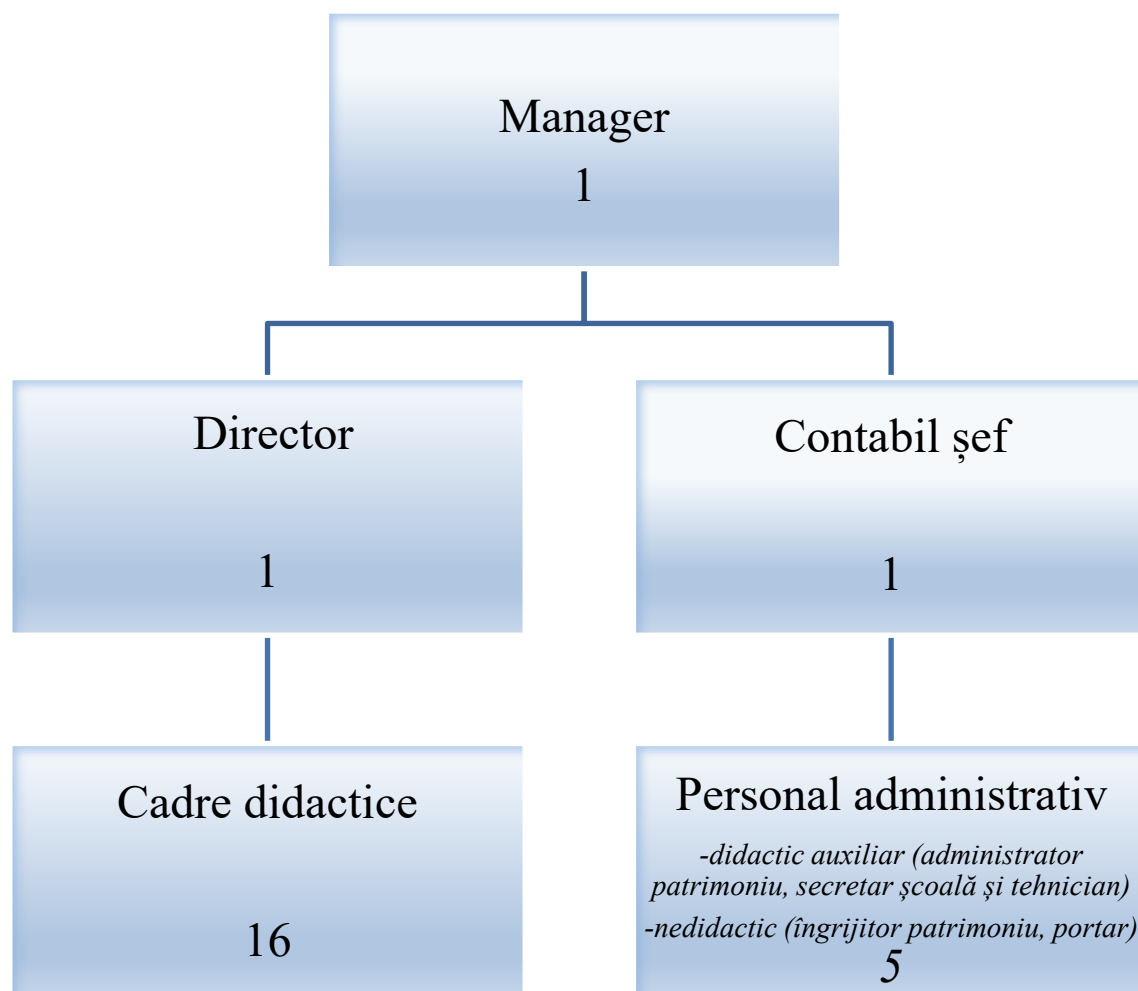 Manager
1
Director
1
Contabil șef
1
Cadre didactice
16
Personal administrativ
-didactic auxiliar (administrator
patrimoniu, secretar școală și tehnician)
-nedidactic (îngrijitor patrimoniu, portar)
5